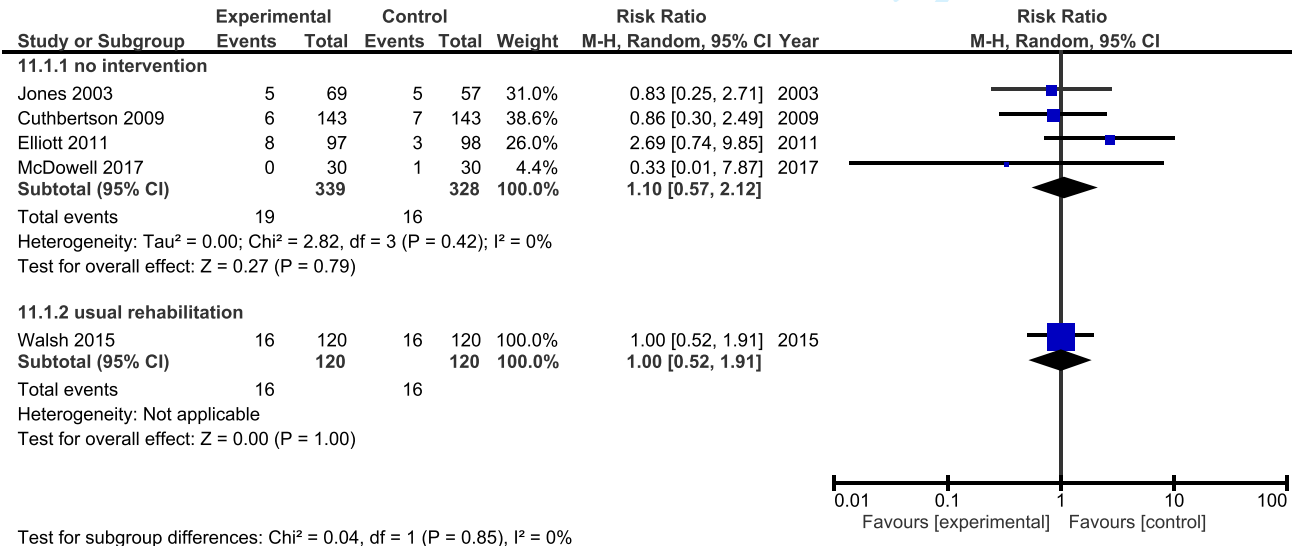 Experimental Control Risk Ratio Risk Ratio
Study or Subgroup Events Total Events Total Weight M-H, Random, 95% CI Year M-H, Random, 95% CI
11.1.1 no intervention
Jones 2003 5 69 5 57 31.0% 0.83 [0.25, 2.71] 2003
Cuthbertson 2009 6 143 7 143 38.6% 0.86 [0.30, 2.49] 2009
Elliott 2011 8 97 3 98 26.0% 2.69 [0.74, 9.85] 2011
McDowell 2017 0 30 1 30 4.4% 0.33 [0.01, 7.87] 2017
Subtotal (95% CI) 339 328 100.0% 1.10 [0.57, 2.12]
Total events 19 16
Heterogeneity: Tau² = 0.00; Chi² = 2.82, df = 3 (P = 0.42); I² = 0%
Test for overall effect: Z = 0.27 (P = 0.79)
11.1.2 usual rehabilitation
Walsh 2015 16 120 16 120 100.0% 1.00 [0.52, 1.91] 2015
Subtotal (95% CI) 120 120 100.0% 1.00 [0.52, 1.91]
Total events 16 16
Heterogeneity: Not applicable
Test for overall effect: Z = 0.00 (P = 1.00)
0.01 0.1 1 10 100
Favours [experimental] Favours [control]
Test for subgroup differences: Chi² = 0.04, df = 1 (P = 0.85), I² = 0%